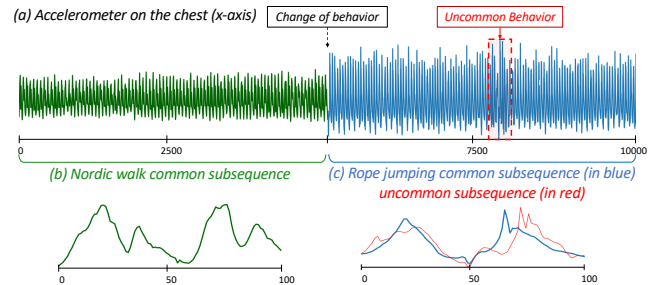 (a) Accelerometer on the chest (x-axis)
Change of behavior
Uncommon Behavior
0 2500 7500 10000
(b) Nordic walk common subsequence
(c) Rope jumping common subsequence (in blue)
uncommon subsequence (in red)
0 50 100
0 50 100